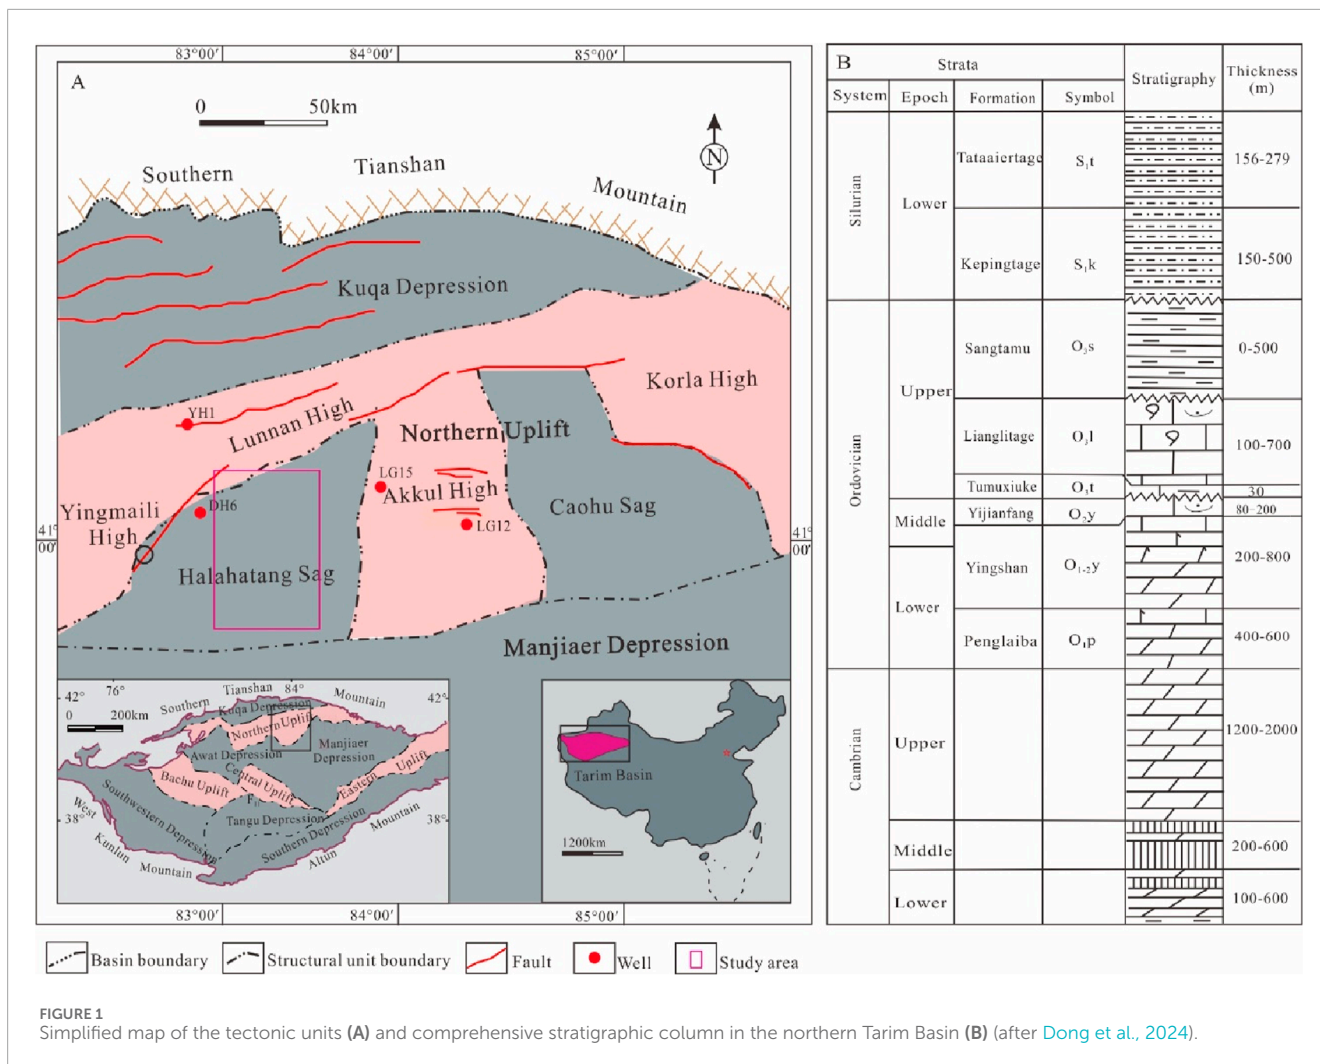 83°00′ 84°00′ 85°00′
A
0 50km
N
Southern Tianshan Mountain
Kuqa Depression
Korla High
YH1
Lunnan High
Northern Uplift
LG15
Akkul High
Yingmaili
High
DH6
LG12
Caohu Sag
41°
00′
41°
00′
Halahatang Sag
Manjiaer Depression
42° 76° 84° 42°
Southern Tianshan Mountain
0 200km
Kuqa Depression
Northern Uplift
Awat Depression
Manjiaer
Depression
Bachu Uplift
Central Uplift
Eastern Uplift
Southwestern Depression
Tangu Depression
Southern Depression
38° 38°
West Kunlun Mountain
Altun Mountain
Tarim Basin
1200km
83°00′ 84°00′ 85°00′
Basin boundary
Structural unit boundary
Fault
Well
Study area
B
Strata
Stratigraphy
Thickness
(m)
System Epoch Formation Symbol
Silurian Lower Tataaiertage S₁t 156-279
Kepingtage S₁k 150-500
Ordovician Upper Sangtamu O₃s 0-500
Lianglitage O₃l 100-700
Tumuxiuke O₃t 30
Middle Yijianfang O₂y 80-200
Yingshan O₁₋₂y 200-800
Lower Penglaiba O₁p 400-600
Cambrian Upper 1200-2000
Middle 200-600
Lower 100-600
FIGURE 1
Simplified map of the tectonic units (A) and comprehensive stratigraphic column in the northern Tarim Basin (B) (after Dong et al., 2024).